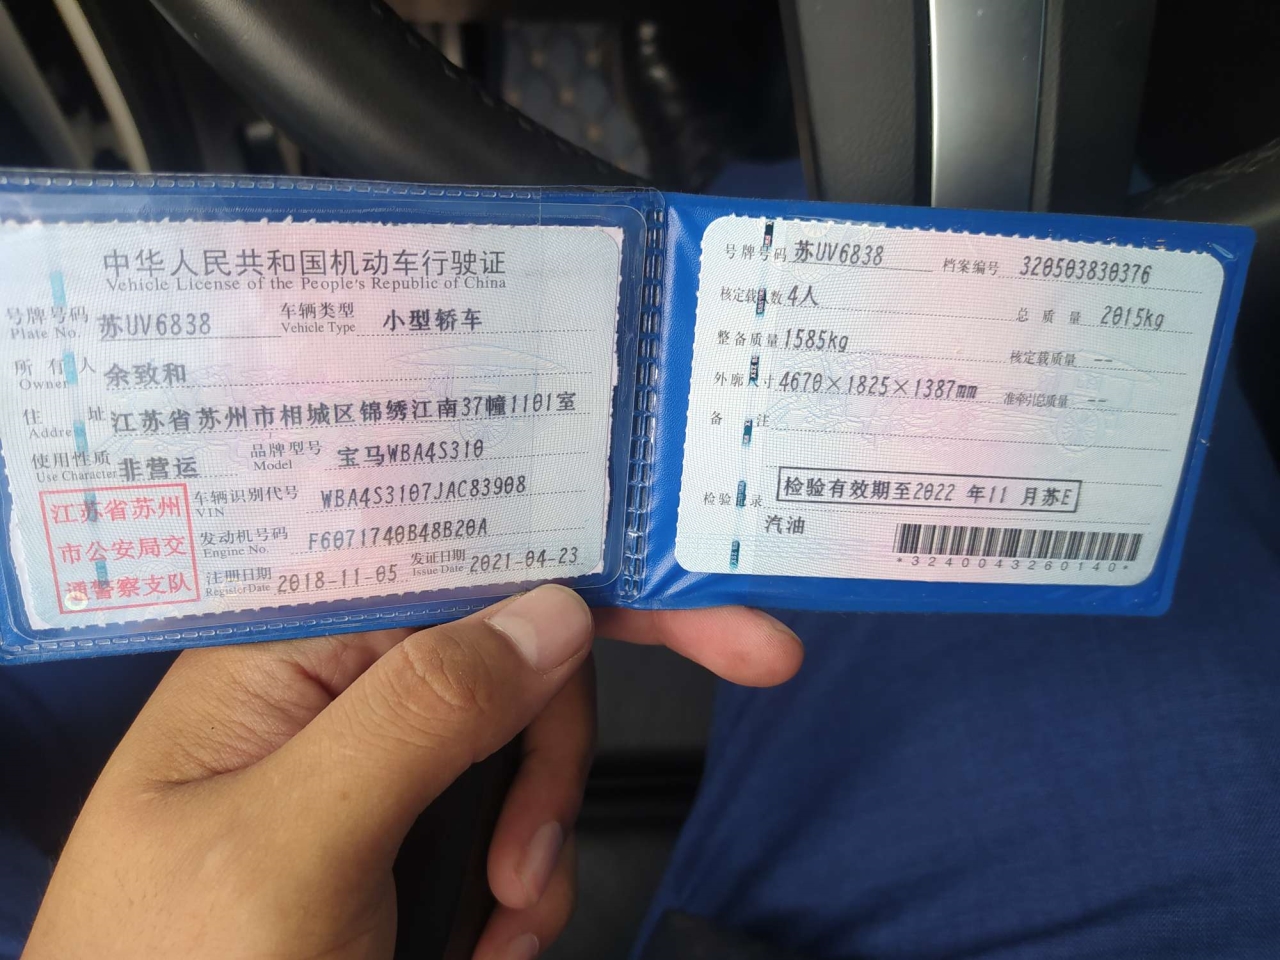 中华人民共和国机动车行驶证
Vehicle License of the People's Republic of China
号牌号码 苏UV6838 车辆类型 小型轿车
Plate No. Vehicle Type
所有人 余致和
Owner
住址 江苏省苏州市相城区锦绣江南37幢1101室
Address
使用性质 非营运 品牌型号 宝马WBA4S310
Use Character Model
江苏省苏州
市公安局交
通警察支队
车辆识别代号 WBA4S3107JAC83908
VIN
发动机号码 F6071740B48B20A
Engine No.
注册日期 2018-11-05 发证日期 2021-04-23
Register Date Issue Date
号牌号码 苏UV6838 档案编号 320503830376
核定载人数 4人 总质量 2015kg
整备质量 1585kg 核定载质量 --
外廓尺寸 4670×1825×1387mm 准牵引总质量 --
备注
检验记录 检验有效期至2022 年11 月苏E
汽油
*3240043260140*